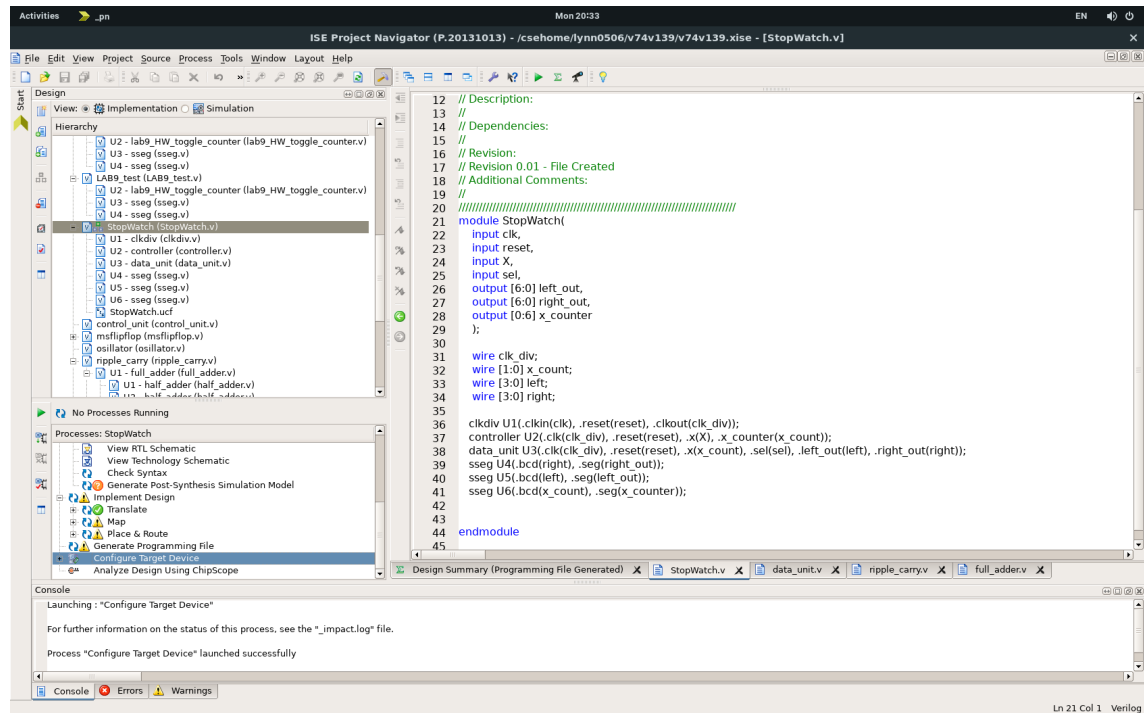 Activities
_pn
Mon 20:33
EN
ISE Project Navigator (P.20131013) - /csehome/lynn0506/v74v139/v74v139.xise - [StopWatch.v]
File Edit View Project Source Process Tools Window Layout Help
Start
Design
View: Implementation Simulation
Hierarchy
U2 - lab9_HW_toggle_counter (lab9_HW_toggle_counter.v)
U3 - sseg (sseg.v)
U4 - sseg (sseg.v)
LAB9_test (LAB9_test.v)
U2 - lab9_HW_toggle_counter (lab9_HW_toggle_counter.v)
U3 - sseg (sseg.v)
U4 - sseg (sseg.v)
StopWatch (StopWatch.v)
U1 - clkdiv (clkdiv.v)
U2 - controller (controller.v)
U3 - data_unit (data_unit.v)
U4 - sseg (sseg.v)
U5 - sseg (sseg.v)
U6 - sseg (sseg.v)
StopWatch.ucf
control_unit (control_unit.v)
msflipflop (msflipflop.v)
osillator (osillator.v)
ripple_carry (ripple_carry.v)
U1 - full_adder (full_adder.v)
U1 - half_adder (half_adder.v)
U2 - half_adder (half_adder.v)
No Processes Running
Processes: StopWatch
View RTL Schematic
View Technology Schematic
Check Syntax
Generate Post-Synthesis Simulation Model
Implement Design
Translate
Map
Place & Route
Generate Programming File
Configure Target Device
Analyze Design Using ChipScope
12 // Description:
13 //
14 // Dependencies:
15 //
16 // Revision:
17 // Revision 0.01 - File Created
18 // Additional Comments:
19 //
20 //////////////////////////////////////////////////////////////////////////////////
21 module StopWatch(
22 input clk,
23 input reset,
24 input X,
25 input sel,
26 output [6:0] left_out,
27 output [6:0] right_out,
28 output [0:6] x_counter
29 );
30
31 wire clk_div;
32 wire [1:0] x_count;
33 wire [3:0] left;
34 wire [3:0] right;
35
36 clkdiv U1(.clkin(clk), .reset(reset), .clkout(clk_div));
37 controller U2(.clk(clk_div), .reset(reset), .x(X), .x_counter(x_count));
38 data_unit U3(.clk(clk_div), .reset(reset), .x(x_count), .sel(sel), .left_out(left), .right_out(right));
39 sseg U4(.bcd(right), .seg(right_out));
40 sseg U5(.bcd(left), .seg(left_out));
41 sseg U6(.bcd(x_count), .seg(x_counter));
42
43
44 endmodule
45
Design Summary (Programming File Generated)
StopWatch.v
data_unit.v
ripple_carry.v
full_adder.v
Console
Launching : "Configure Target Device"
For further information on the status of this process, see the "_impact.log" file.
Process "Configure Target Device" launched successfully
Console
Errors
Warnings
Ln 21 Col 1 Verilog